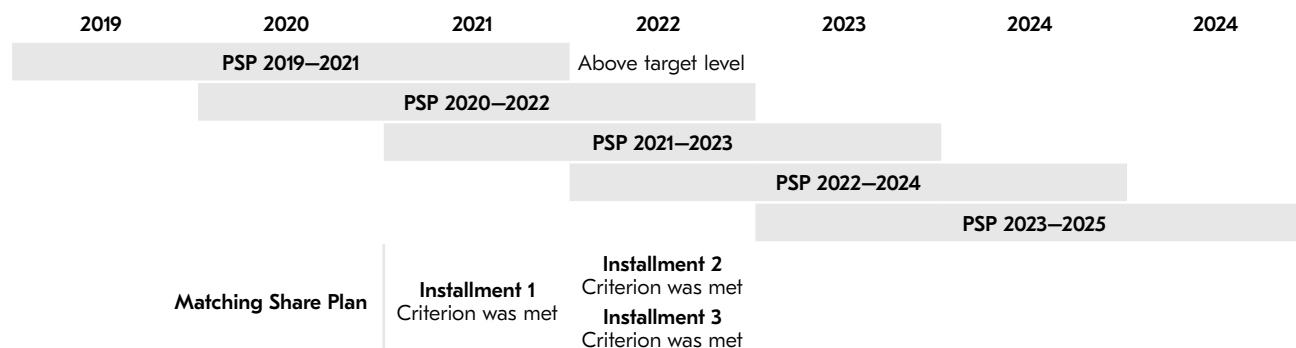 2019 2020 2021 2022 2023 2024 2024
PSP 2019–2021 Above target level
PSP 2020–2022
PSP 2021–2023
PSP 2022–2024
PSP 2023–2025
Matching Share Plan
Installment 1
Criterion was met
Installment 2
Criterion was met
Installment 3
Criterion was met